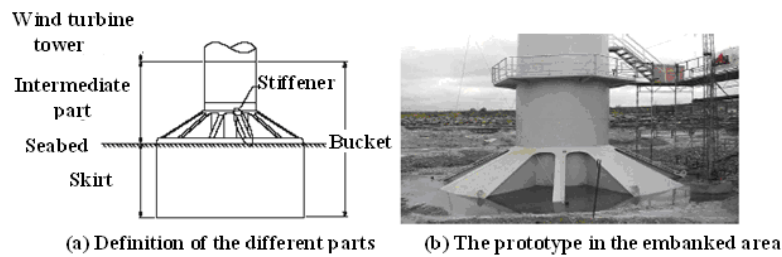 Wind turbine
tower
Intermediate
part
Stiffener
Seabed
Bucket
Skirt
(a) Definition of the different parts
(b) The prototype in the embanked area